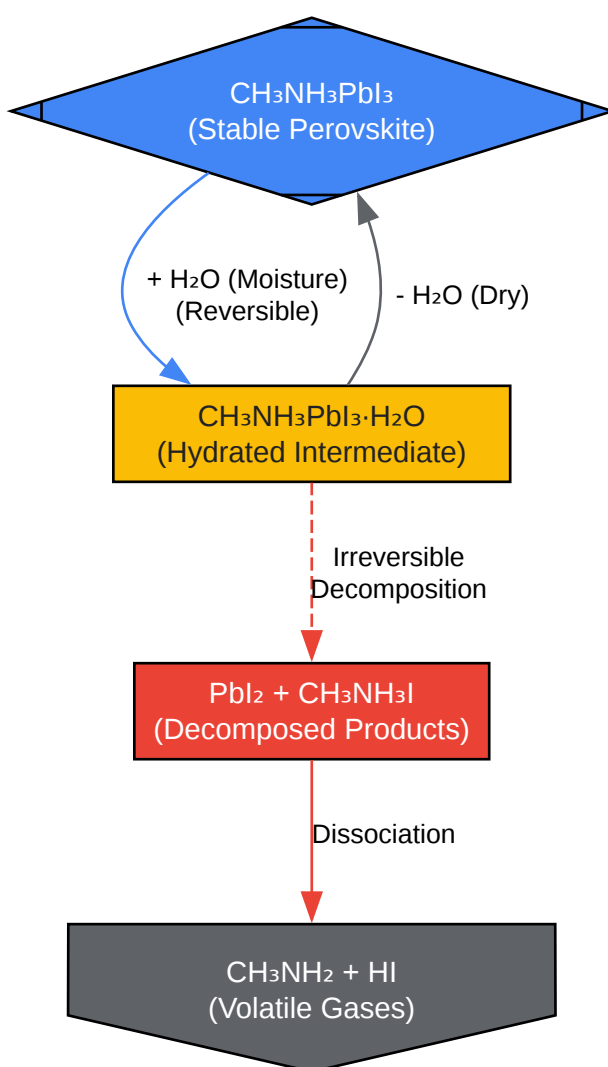 CH₃NH₃PbI₃
(Stable Perovskite)
+ H₂O (Moisture)
(Reversible)
- H₂O (Dry)
CH₃NH₃PbI₃·H₂O
(Hydrated Intermediate)
Irreversible
Decomposition
PbI₂ + CH₃NH₃I
(Decomposed Products)
Dissociation
CH₃NH₂ + HI
(Volatile Gases)